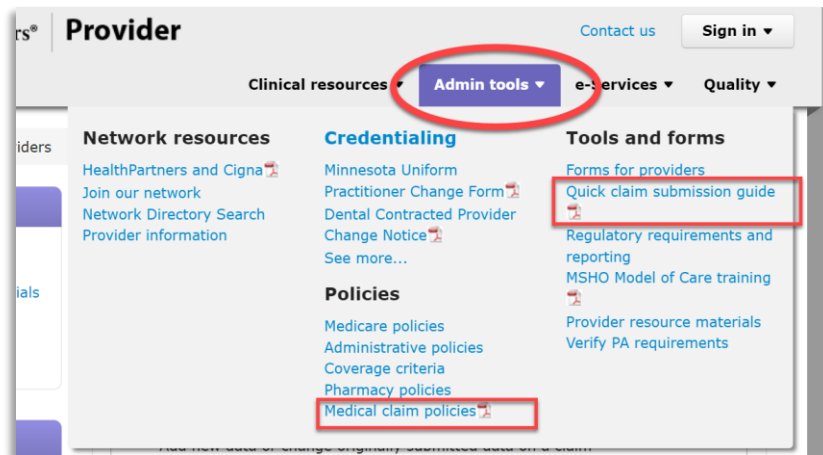 rs® Provider
Contact us
Sign in ▾
Clinical resources ▾
Admin tools ▾
e-Services ▾
Quality ▾
iders
ials
Network resources
HealthPartners and Cigna
Join our network
Network Directory Search
Provider information
Credentialing
Minnesota Uniform
Practitioner Change Form
Dental Contracted Provider
Change Notice
See more...
Policies
Medicare policies
Administrative policies
Coverage criteria
Pharmacy policies
Medical claim policies
Tools and forms
Forms for providers
Quick claim submission guide
Regulatory requirements and
reporting
MSHO Model of Care training
Provider resource materials
Verify PA requirements
Add new data or change originally submitted data on a claim